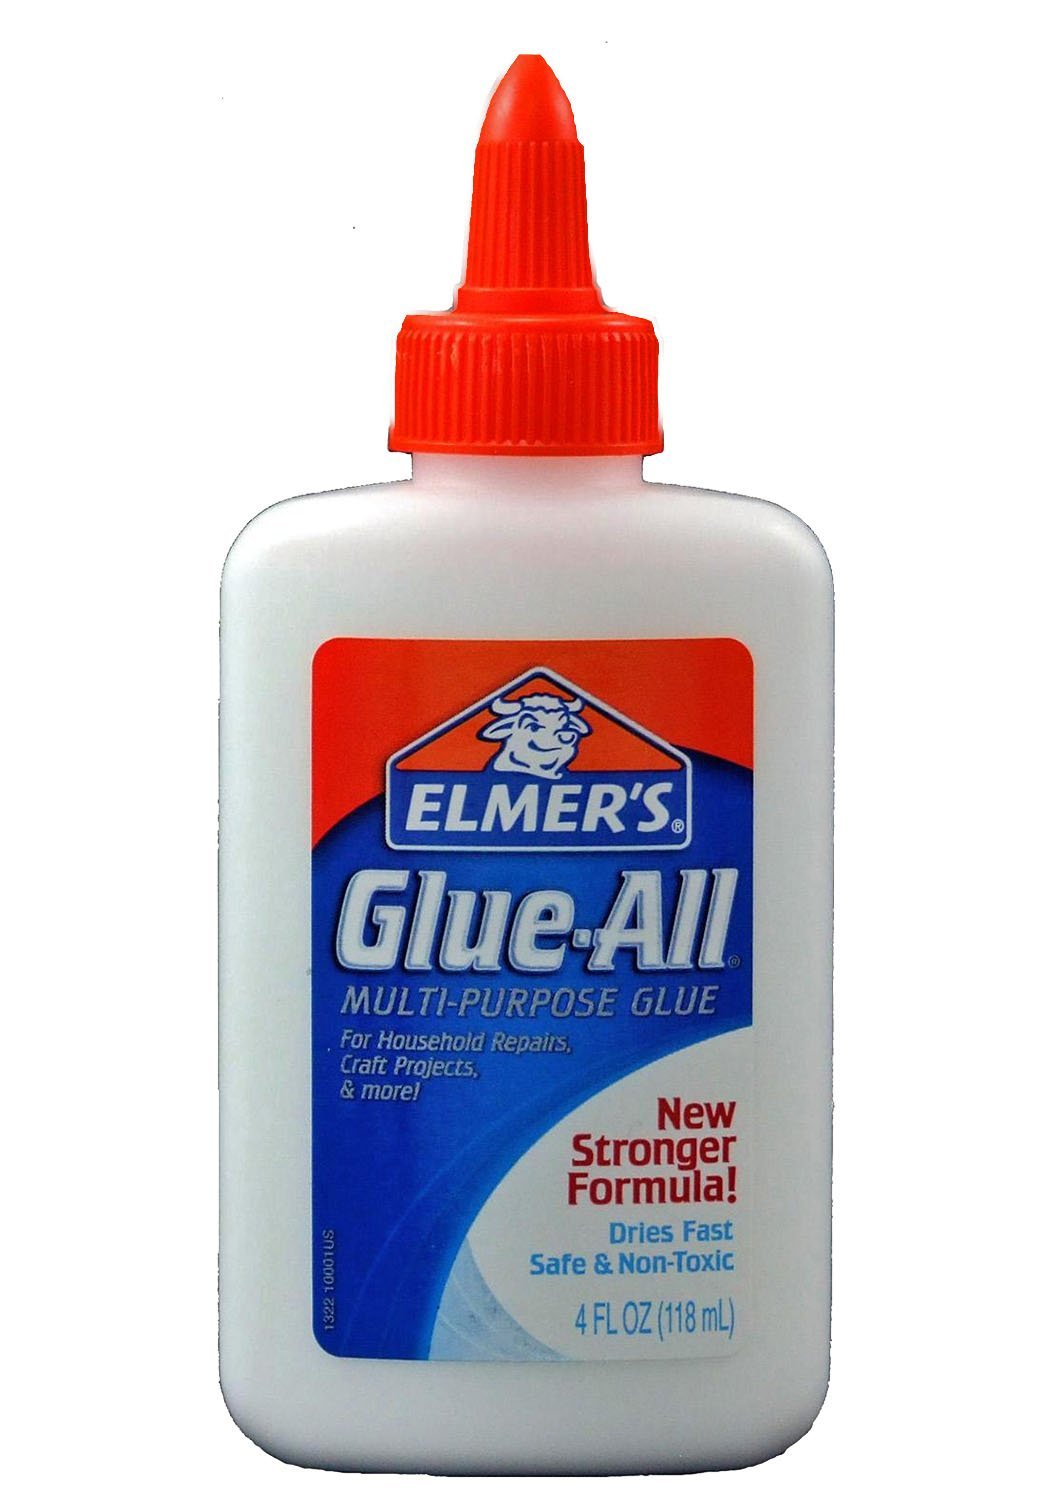 ELMER'S®
Glue-All®
MULTI-PURPOSE GLUE
For Household Repairs,
Craft Projects,
& more!
New
Stronger
Formula!
Dries Fast
Safe & Non-Toxic
4 FL OZ (118 mL)
1322 10001US